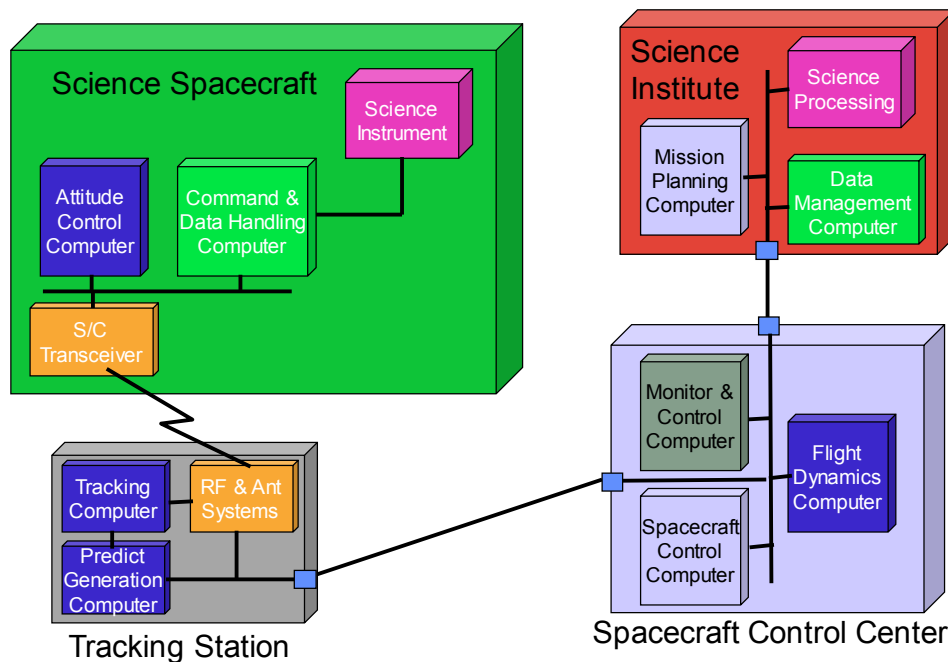 Science Spacecraft
Science
Instrument
Attitude
Control
Computer
Command &
Data Handling
Computer
S/C
Transceiver
Science
Institute
Science
Processing
Mission
Planning
Computer
Data
Management
Computer
Monitor &
Control
Computer
Flight
Dynamics
Computer
Spacecraft
Control
Computer
Spacecraft Control Center
Tracking
Computer
RF & Ant
Systems
Predict
Generation
Computer
Tracking Station